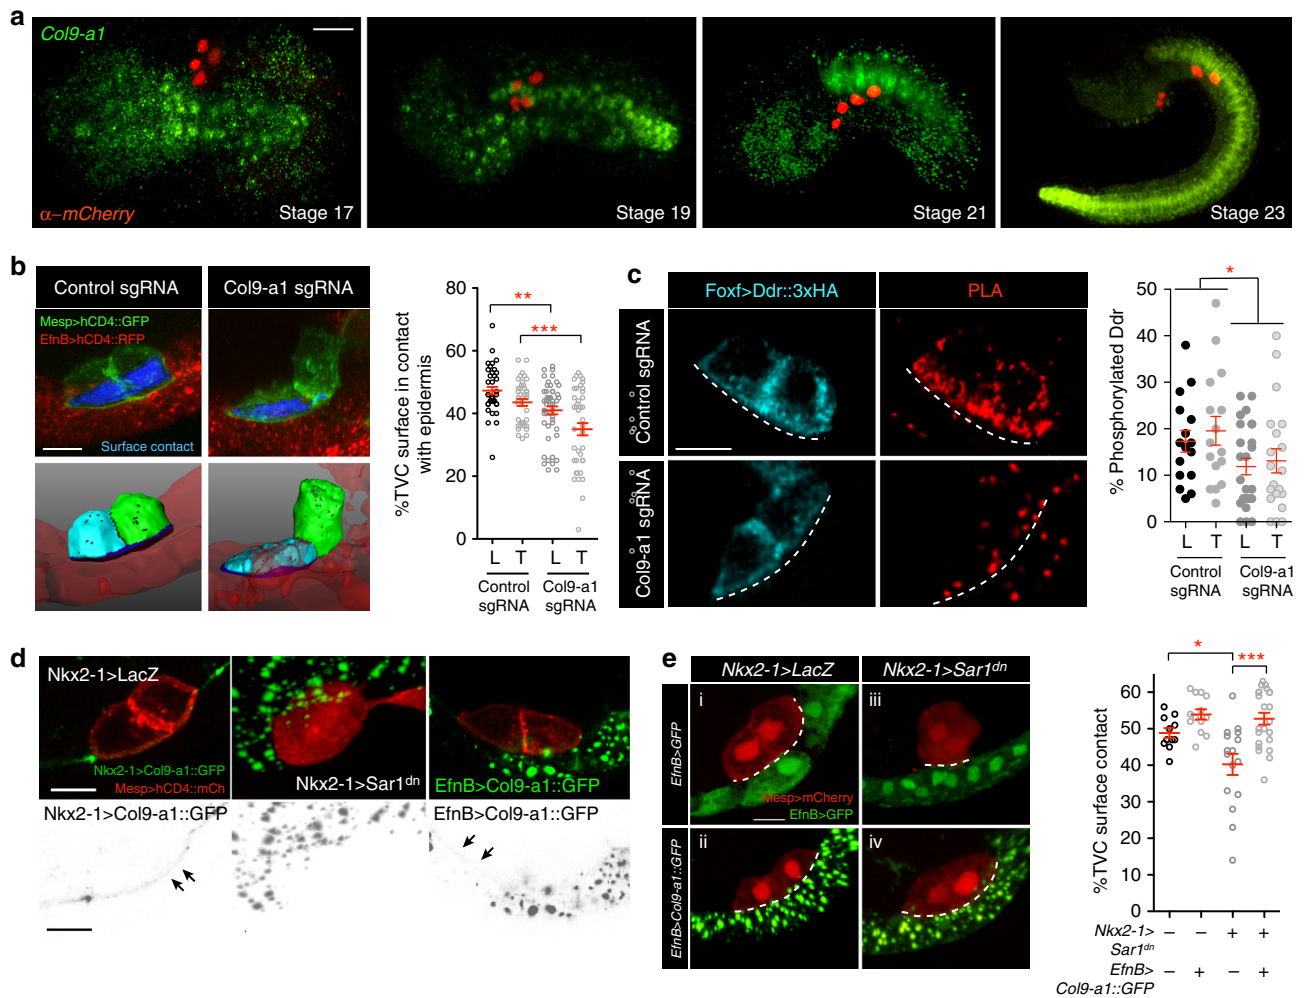 a
Col9-a1
α–mCherry
Stage 17
Stage 19
Stage 21
Stage 23
b
Control sgRNA
Col9-a1 sgRNA
Mesp>hCD4::GFP
EfnB>hCD4::RFP
Surface contact
%TVC surface in contact
with epidermis
80
60
40
20
0
**
***
L T L T
Control
sgRNA
Col9-a1
sgRNA
c
Foxf>Ddr::3xHA
PLA
Control sgRNA
Col9-a1 sgRNA
% Phosphorylated Ddr
50
40
30
20
10
0
*
L T L T
Control
sgRNA
Col9-a1
sgRNA
d
Nkx2-1>LacZ
Nkx2-1>Col9-a1::GFP
Mesp>hCD4::mCh
Nkx2-1>Sar1dn
EfnB>Col9-a1::GFP
Nkx2-1>Col9-a1::GFP
EfnB>Col9-a1::GFP
e
Nkx2-1>LacZ
Nkx2-1>Sar1dn
EfnB>GFP
EfnB>Col9-a1::GFP
i
iii
Mesp>mCherry
EfnB>GFP
ii
iv
%TVC surface contact
60
50
40
30
20
10
0
*
***
Nkx2-1>
Sar1dn
– – + +
EfnB>
Col9-a1::GFP
– + – +